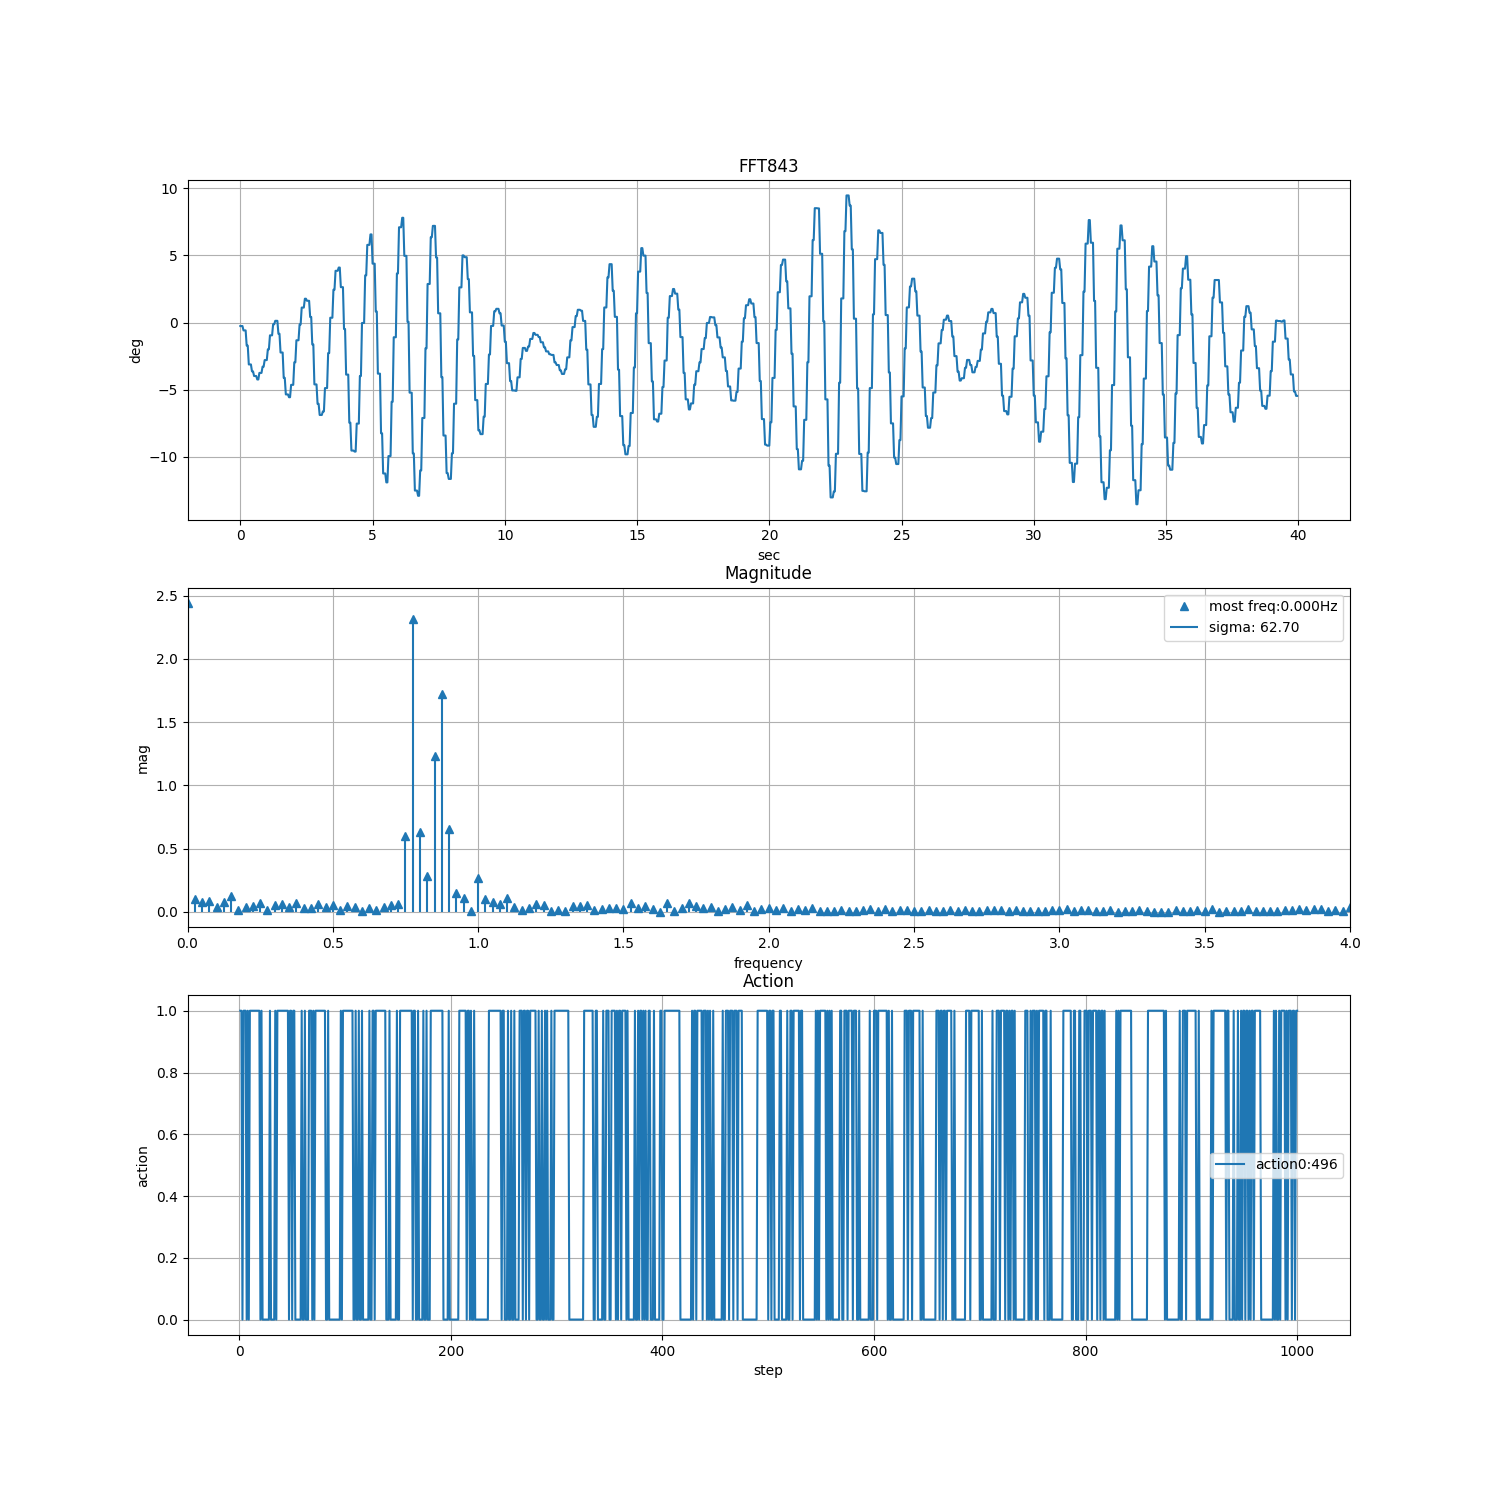 FFT843
10
5
0
−5
−10
deg
0 5 10 15 20 25 30 35 40
sec
Magnitude
2.5
2.0
1.5
1.0
0.5
0.0
mag
most freq:0.000Hz
sigma: 62.70
0.0 0.5 1.0 1.5 2.0 2.5 3.0 3.5 4.0
frequency
Action
1.0
0.8
0.6
0.4
0.2
0.0
action
action0:496
0 200 400 600 800 1000
step